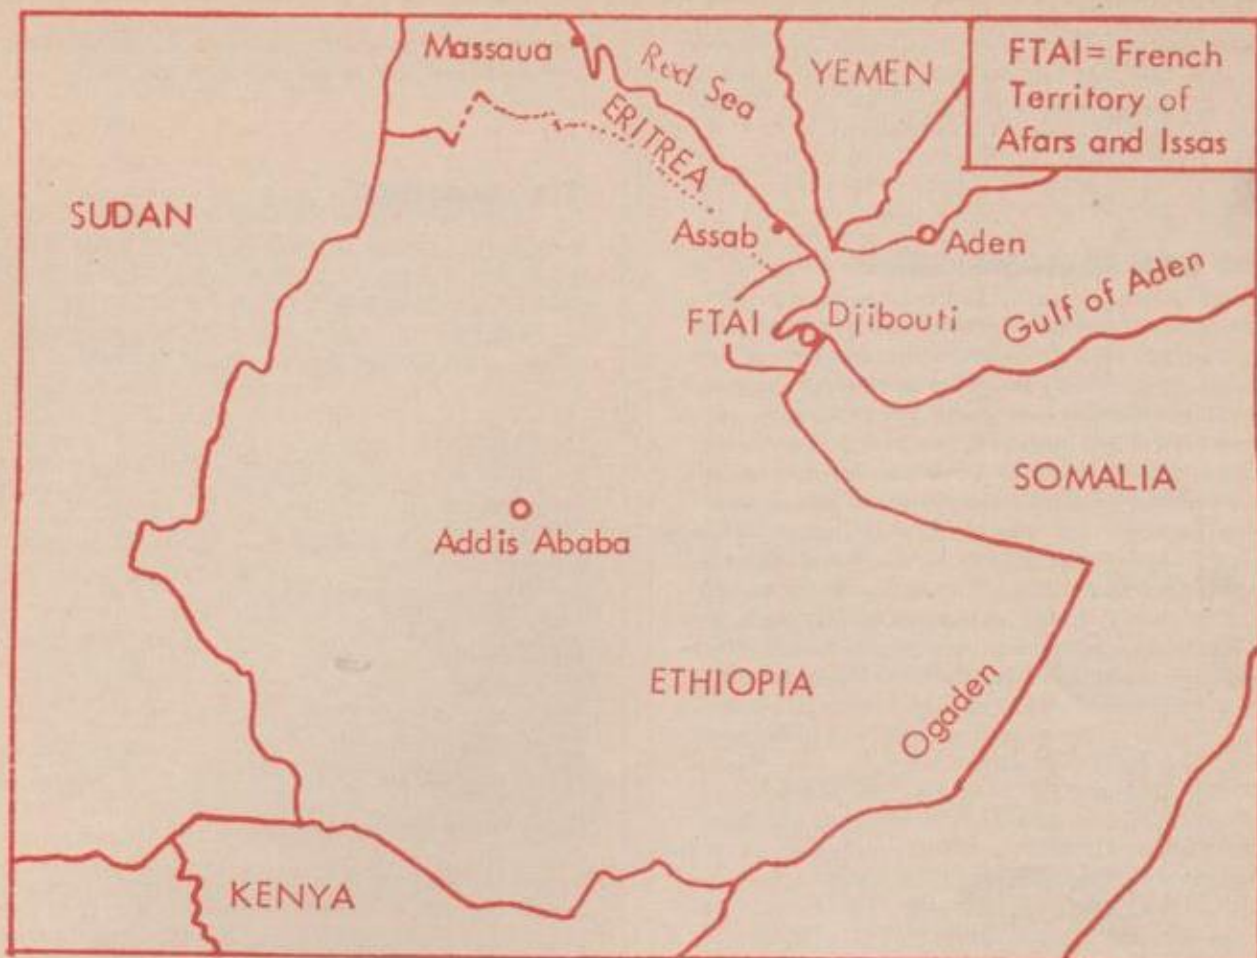 Massaua
Red Sea
YEMEN
FTAI= French
Territory of
Afars and Issas
ERITREA
SUDAN
Assab
Aden
Gulf of Aden
FTAI
Djibouti
SOMALIA
Addis Ababa
ETHIOPIA
Ogaden
KENYA